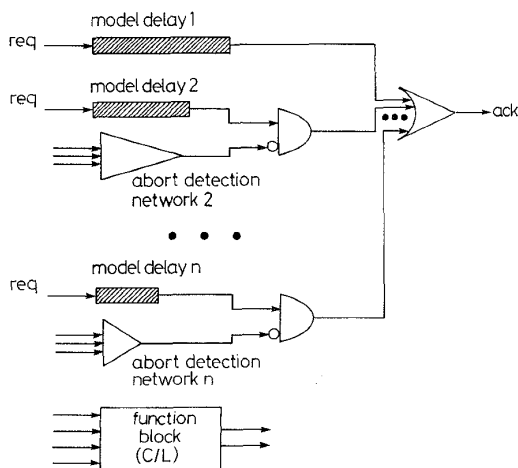 model delay 1
req
model delay 2
req
abort detection
network 2
ack
model delay n
req
abort detection
network n
function
block
(C/L)